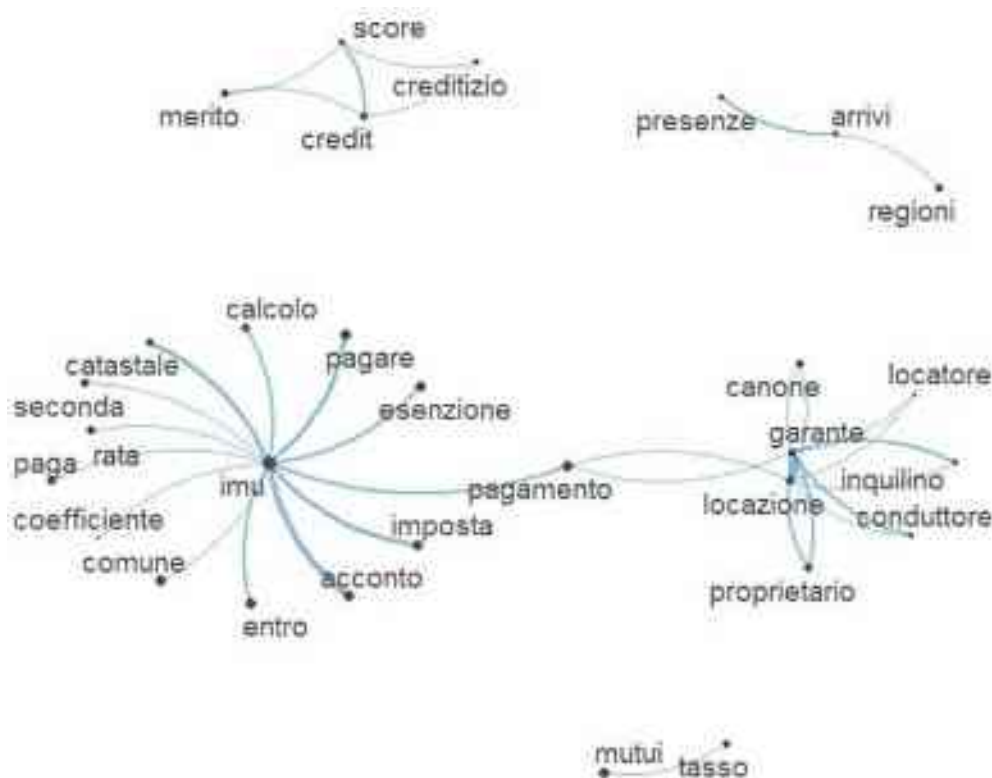 score
creditizio
merito
credit
presenze
arrivi
regioni
calcolo
pagare
catastale
esenzione
seconda
rata
paga
imu
coefficiente
imposta
comune
acconto
entro
pagamento
canone
locatore
garante
inquilino
locazione
conduttore
proprietario
mutui
tasso